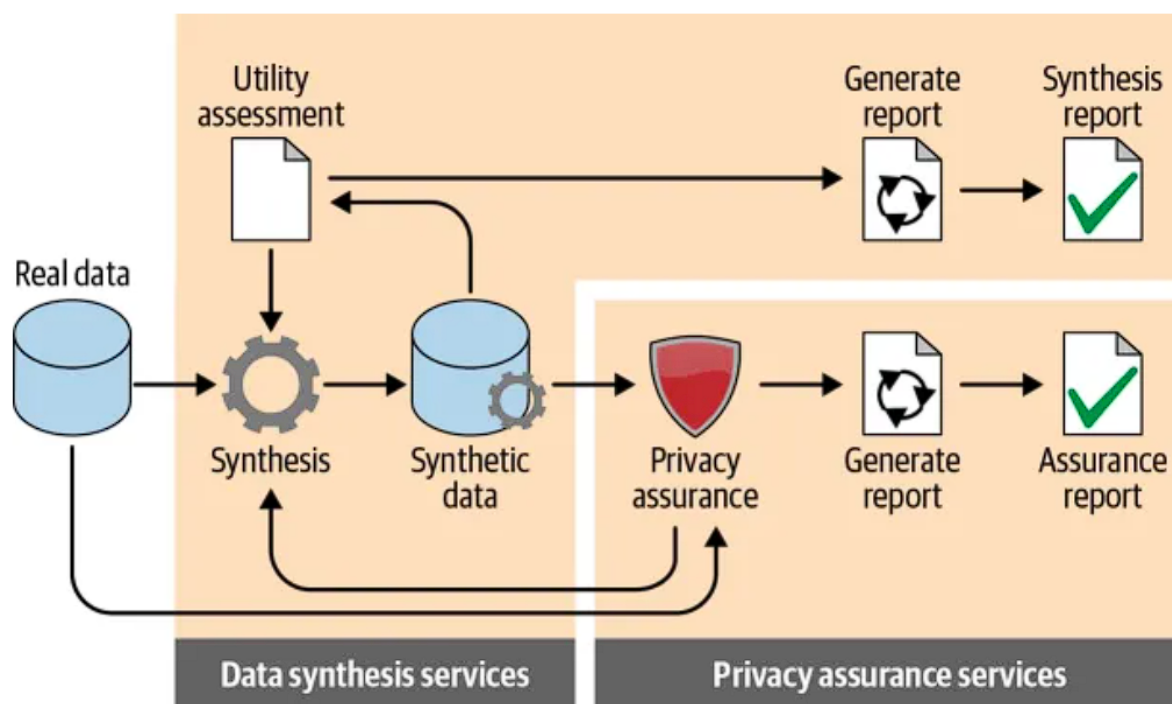 Utility
assessment
Generate
report
Synthesis
report
Real data
Synthesis
Synthetic
data
Privacy
assurance
Generate
report
Assurance
report
Data synthesis services
Privacy assurance services